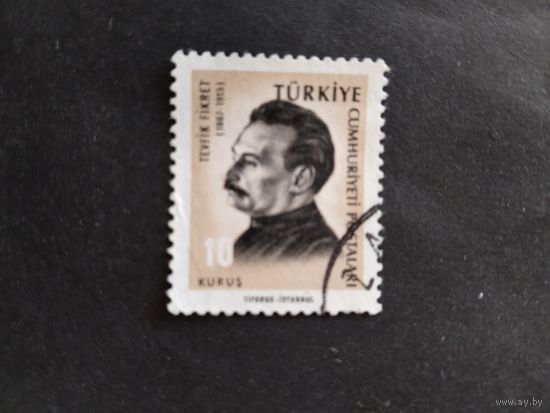 TÜRKİYE
CUMHURİYETİ POSTALARI
TEVFİK FİKRET
(1867-1915)
10
KURUŞ
TİFDRUK-İSTANBUL
www.ay.by